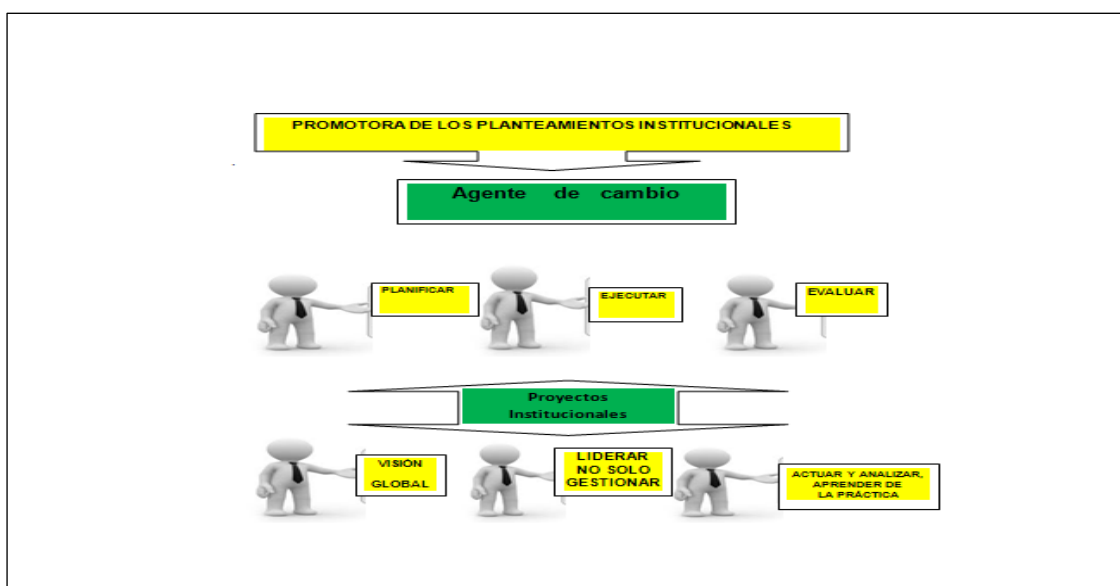 PROMOTORA DE LOS PLANTEAMIENTOS INSTITUCIONALES
Agente de cambio
PLANIFICAR
EJECUTAR
EVALUAR
Proyectos
Institucionales
VISIÓN
GLOBAL
LIDERAR
NO SOLO
GESTIONAR
ACTUAR Y ANALIZAR,
APRENDER DE
LA PRÁCTICA